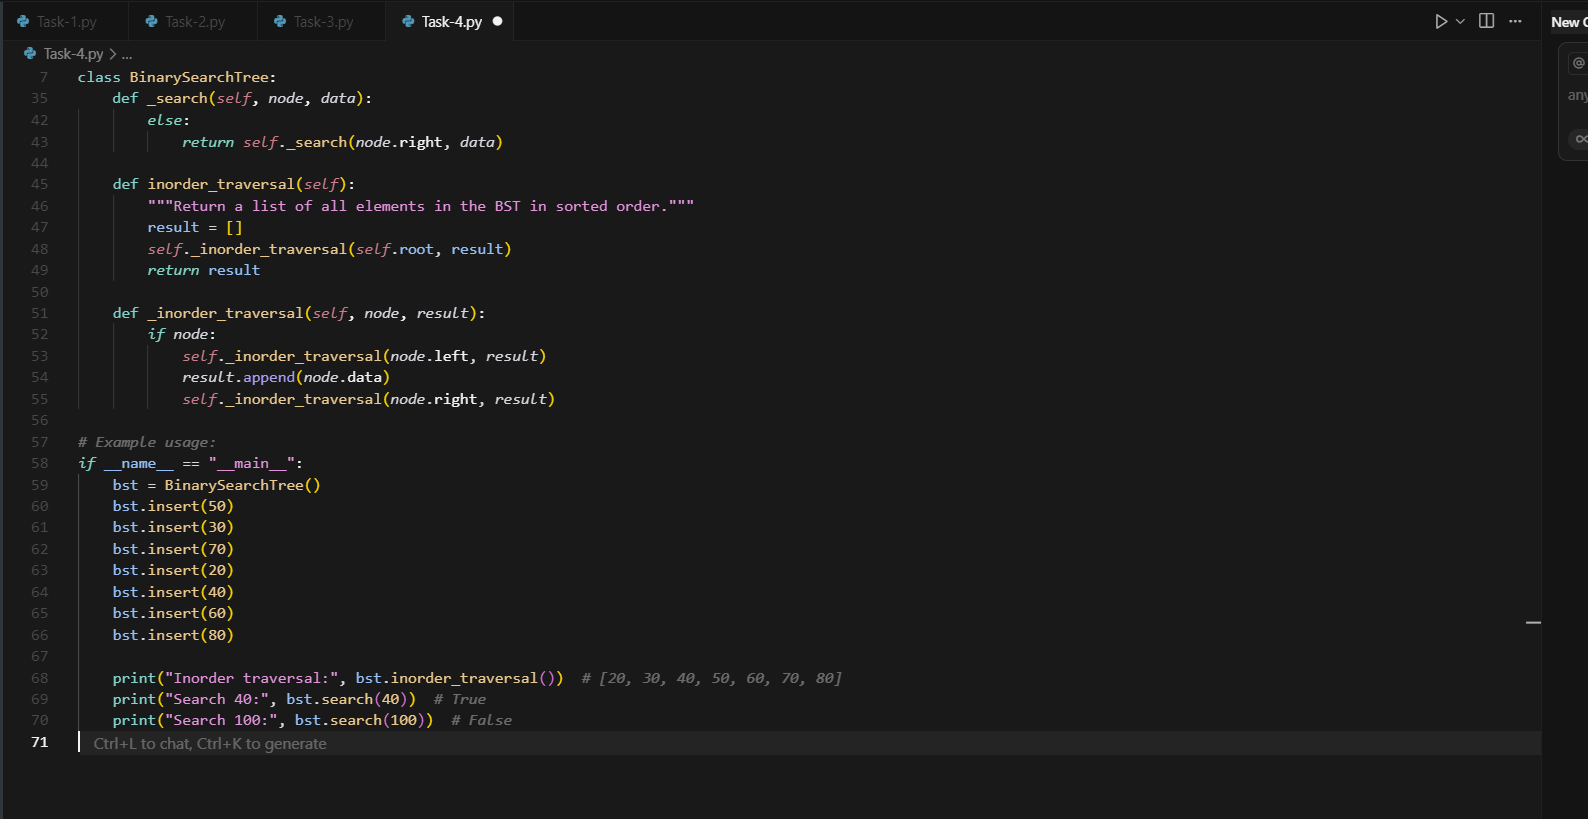 Task-1.py Task-2.py Task-3.py Task-4.py
New
Task-4.py > ...
@
7 class BinarySearchTree:
35     def _search(self, node, data):
42         else:
43             return self._search(node.right, data)
44
45     def inorder_traversal(self):
46         """Return a list of all elements in the BST in sorted order."""
47         result = []
48         self._inorder_traversal(self.root, result)
49         return result
50
51     def _inorder_traversal(self, node, result):
52         if node:
53             self._inorder_traversal(node.left, result)
54             result.append(node.data)
55             self._inorder_traversal(node.right, result)
56
57 # Example usage:
58 if __name__ == "__main__":
59     bst = BinarySearchTree()
60     bst.insert(50)
61     bst.insert(30)
62     bst.insert(70)
63     bst.insert(20)
64     bst.insert(40)
65     bst.insert(60)
66     bst.insert(80)
67
68     print("Inorder traversal:", bst.inorder_traversal())  # [20, 30, 40, 50, 60, 70, 80]
69     print("Search 40:", bst.search(40))  # True
70     print("Search 100:", bst.search(100))  # False
71 Ctrl+L to chat, Ctrl+K to generate